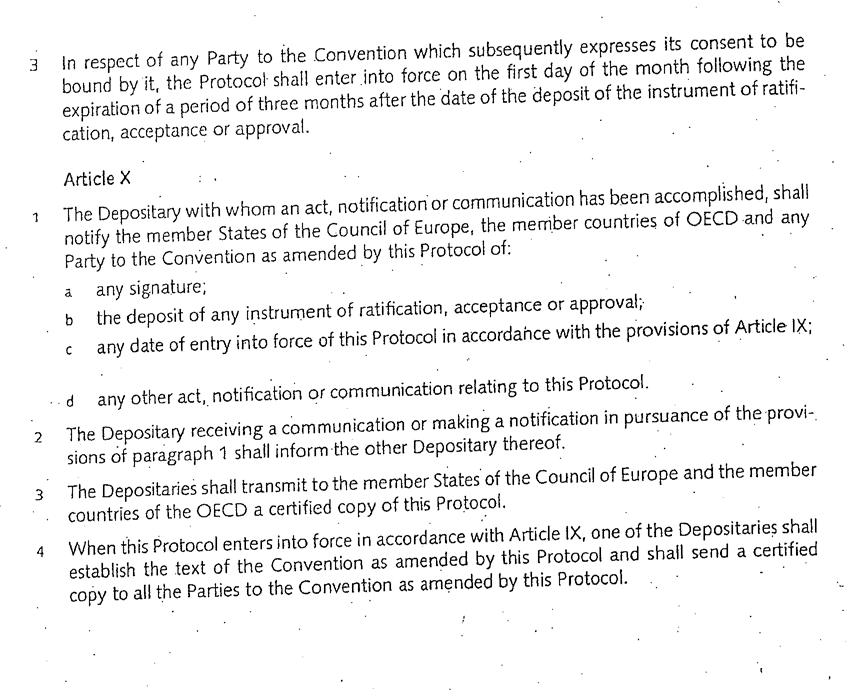 3 In respect of any Party to the Convention which subsequently expresses its consent to be
bound by it, the Protocol shall enter into force on the first day of the month following the
expiration of a period of three months after the date of the deposit of the instrument of ratifi-
cation, acceptance or approval.
Article X
1 The Depositary with whom an act, notification or communication has been accomplished, shall
notify the member States of the Council of Europe, the member countries of OECD and any
Party to the Convention as amended by this Protocol of:
a any signature;
b the deposit of any instrument of ratification, acceptance or approval;
c any date of entry into force of this Protocol in accordance with the provisions of Article IX;
d any other act, notification or communication relating to this Protocol.
2 The Depositary receiving a communication or making a notification in pursuance of the provi-
sions of paragraph 1 shall inform the other Depositary thereof.
3 The Depositaries shall transmit to the member States of the Council of Europe and the member
countries of the OECD a certified copy of this Protocol.
4 When this Protocol enters into force in accordance with Article IX, one of the Depositaries shall
establish the text of the Convention as amended by this Protocol and shall send a certified
copy to all the Parties to the Convention as amended by this Protocol.